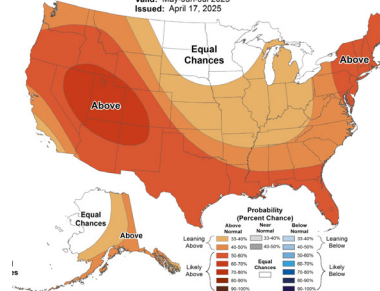 Valid: May-Jun-Jul 2025
Issued: April 17, 2025
Equal
Chances
Above
Above
Equal
Chances
Above
Probability
(Percent Chance)
Above
Normal
Near
Normal
Below
Normal
Leaning
Above
33-40%
40-50%
33-40%
40-50%
33-40%
40-50%
Leaning
Below
Likely
Above
50-60%
60-70%
70-80%
80-90%
90-100%
Equal
Chances
50-60%
60-70%
70-80%
80-90%
90-100%
Likely
Below